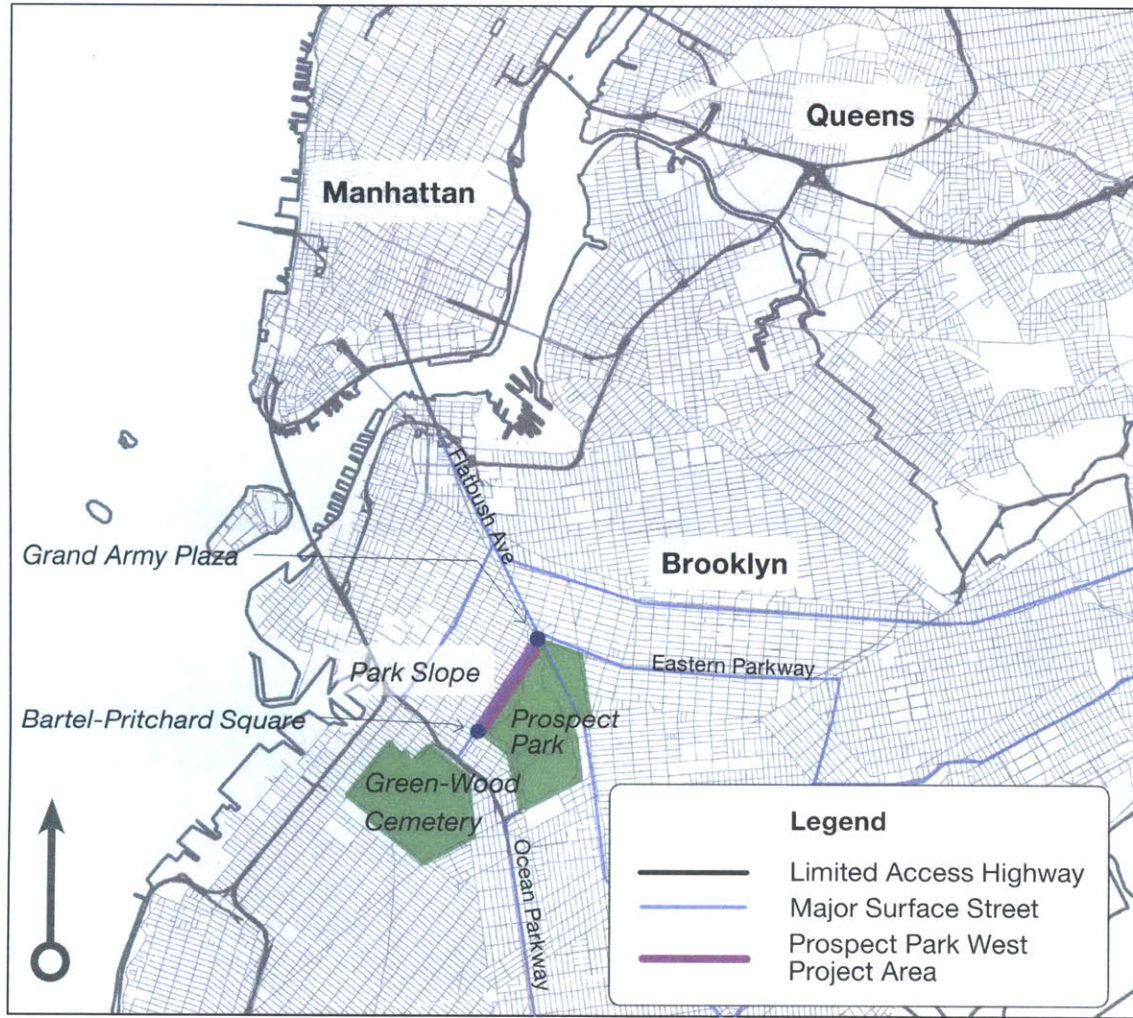 Queens
Manhattan
Flatbush Ave
Grand Army Plaza
Brooklyn
Eastern Parkway
Park Slope
Bartel-Pritchard Square
Prospect
Park
Green-Wood
Cemetery
Ocean Parkway
Legend
Limited Access Highway
Major Surface Street
Prospect Park West
Project Area